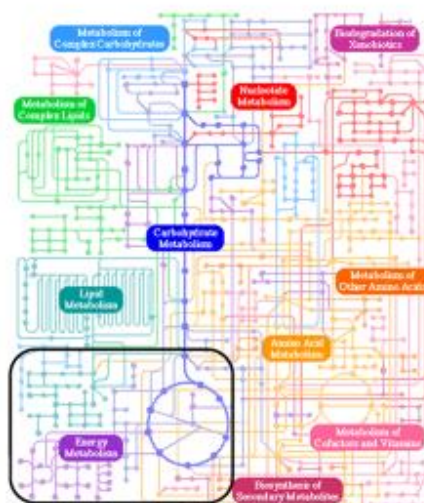 Metabolism of
Complex Carbohydrates
Biodegradation of
Xenobiotics
Nucleotide
Metabolism
Metabolism of
Complex Lipids
Carbohydrate
Metabolism
Lipid
Metabolism
Metabolism of
Other Amino Acids
Amino Acid
Metabolism
Energy
Metabolism
Metabolism of
Cofactors and Vitamins
Biosynthesis of
Secondary Metabolites